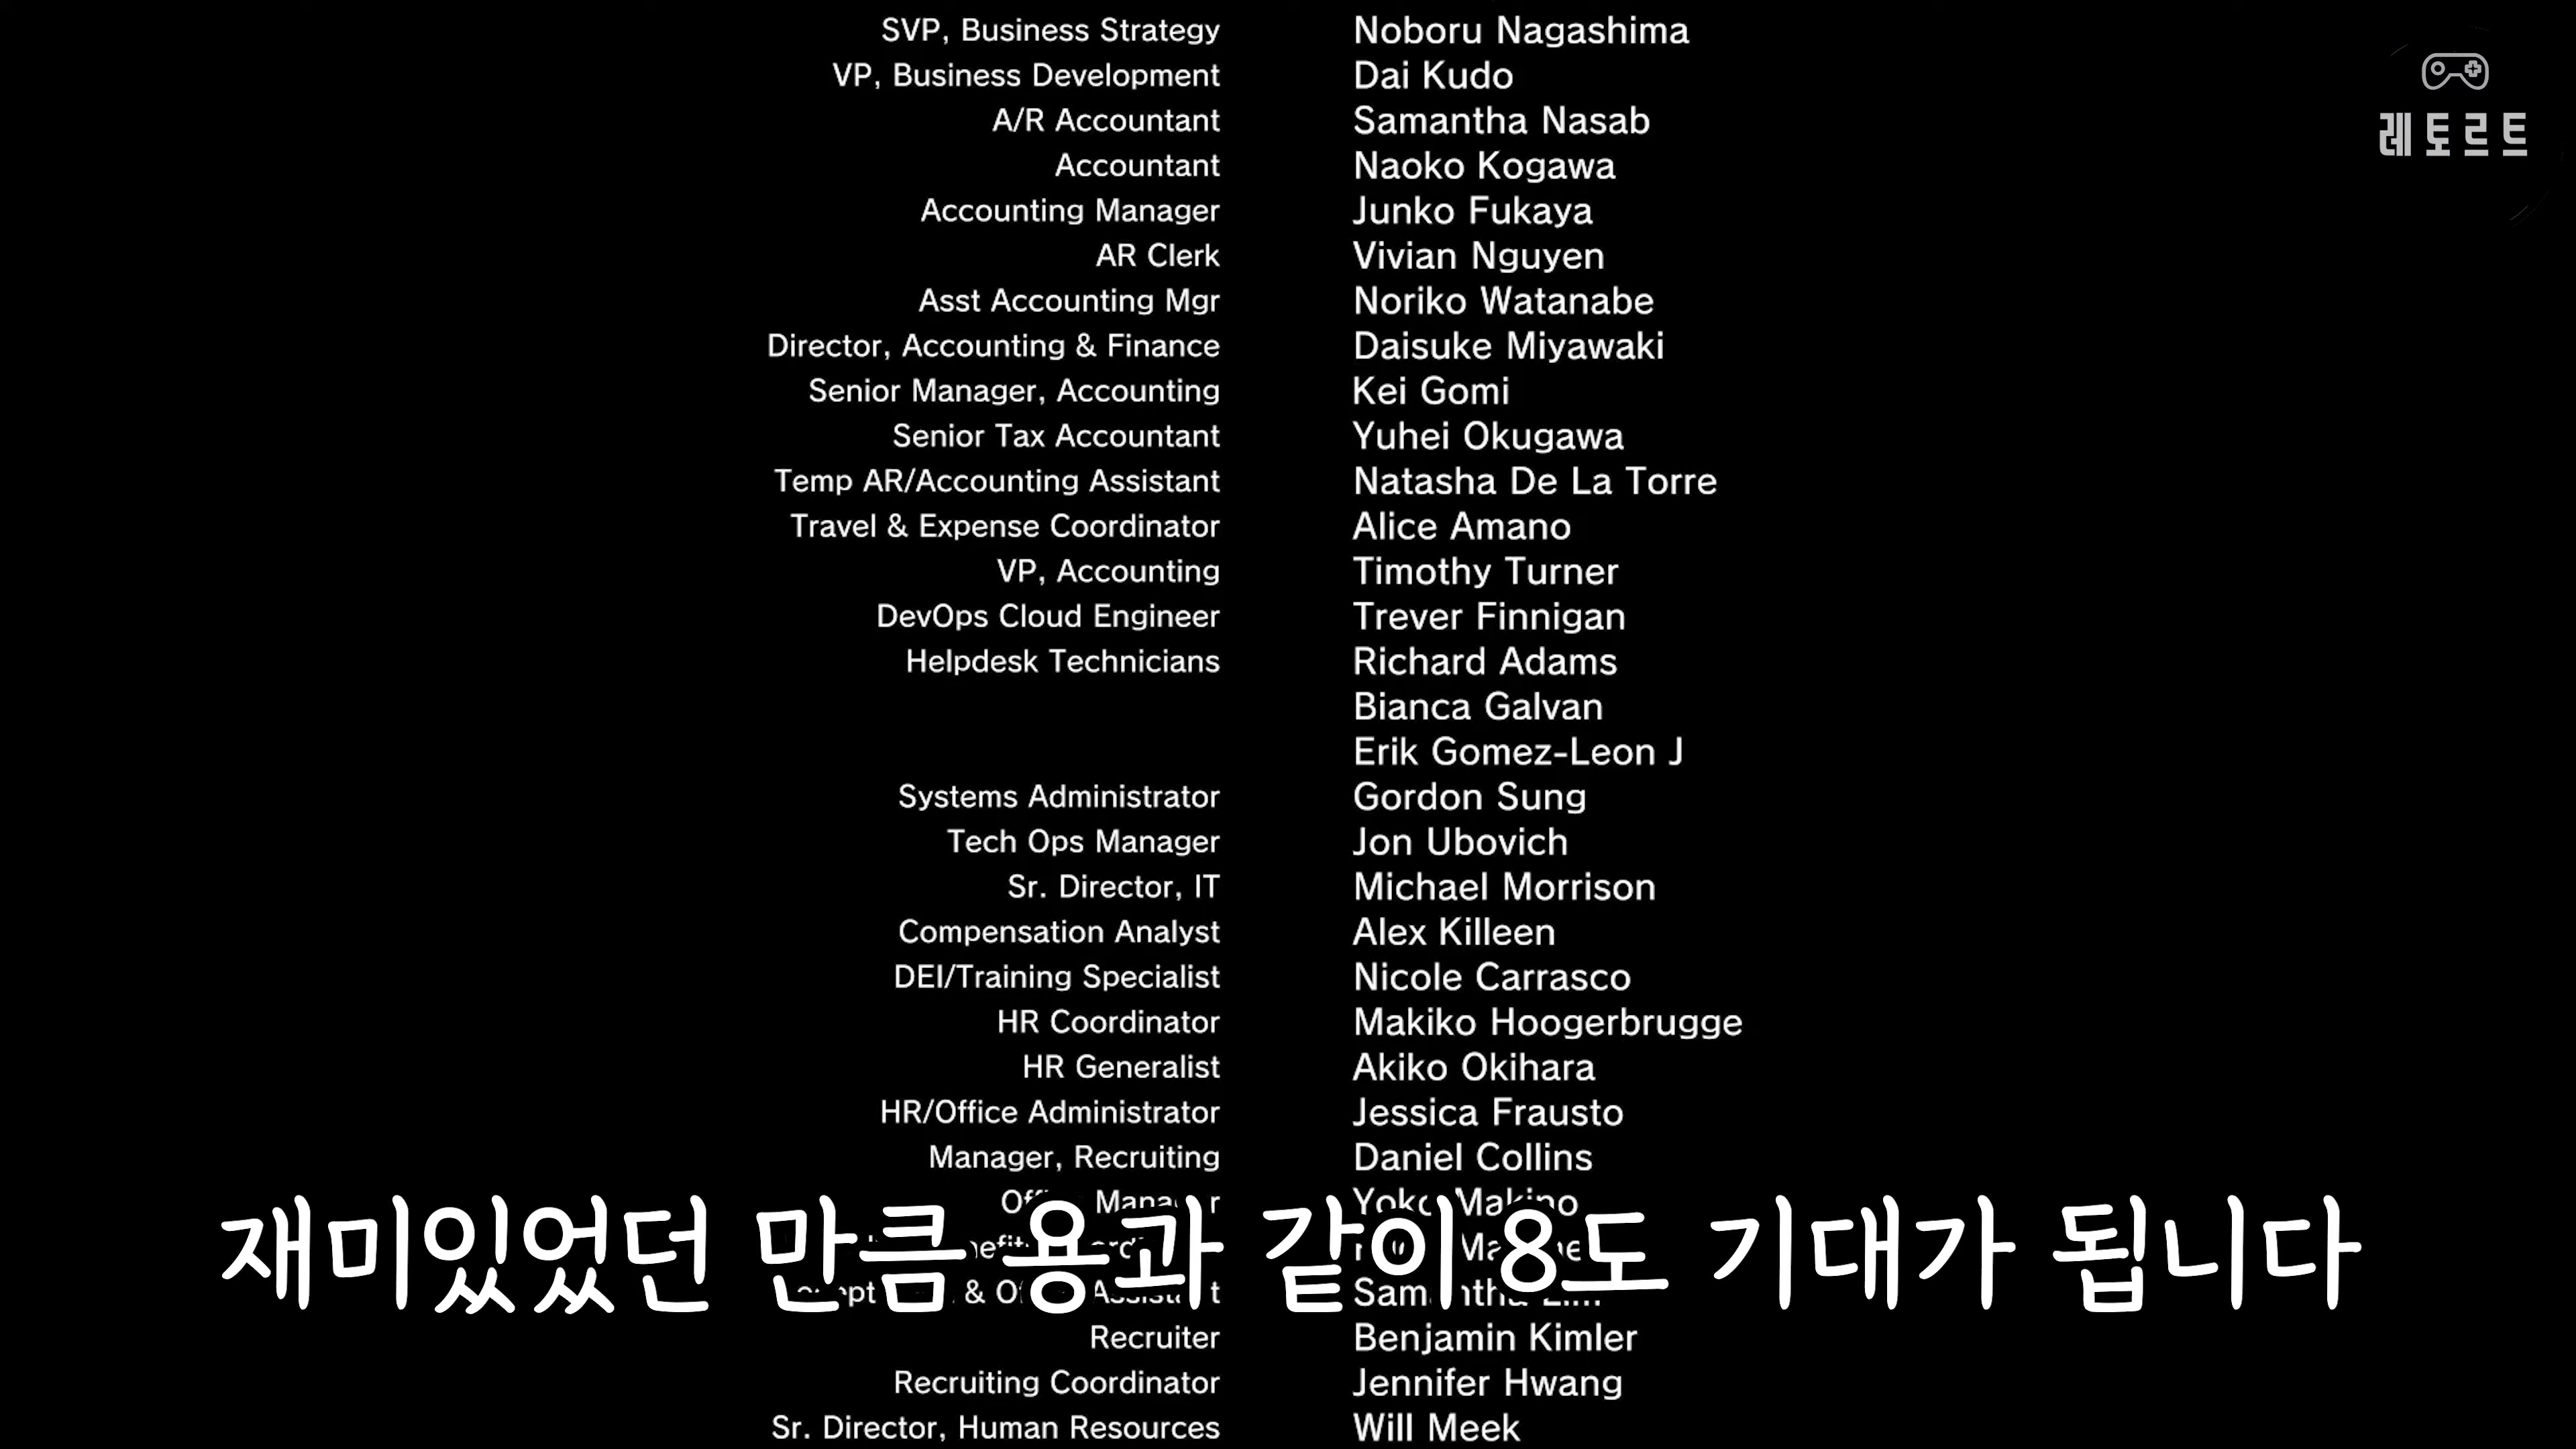 SVP, Business Strategy Noboru Nagashima
VP, Business Development Dai Kudo
A/R Accountant Samantha Nasab
Accountant Naoko Kogawa
Accounting Manager Junko Fukaya
AR Clerk Vivian Nguyen
Asst Accounting Mgr Noriko Watanabe
Director, Accounting & Finance Daisuke Miyawaki
Senior Manager, Accounting Kei Gomi
Senior Tax Accountant Yuhei Okugawa
Temp AR/Accounting Assistant Natasha De La Torre
Travel & Expense Coordinator Alice Amano
VP, Accounting Timothy Turner
DevOps Cloud Engineer Trever Finnigan
Helpdesk Technicians Richard Adams
Bianca Galvan
Erik Gomez-Leon J
Systems Administrator Gordon Sung
Tech Ops Manager Jon Ubovich
Sr. Director, IT Michael Morrison
Compensation Analyst Alex Killeen
DEI/Training Specialist Nicole Carrasco
HR Coordinator Makiko Hoogerbrugge
HR Generalist Akiko Okihara
HR/Office Administrator Jessica Frausto
Manager, Recruiting Daniel Collins
Office Manager Yoko Makino
& Samantha
Recruiter Benjamin Kimler
Recruiting Coordinator Jennifer Hwang
Sr. Director, Human Resources Will Meek
재미있었던 만큼 용과 같이 8도 기대가 됩니다
레토르트